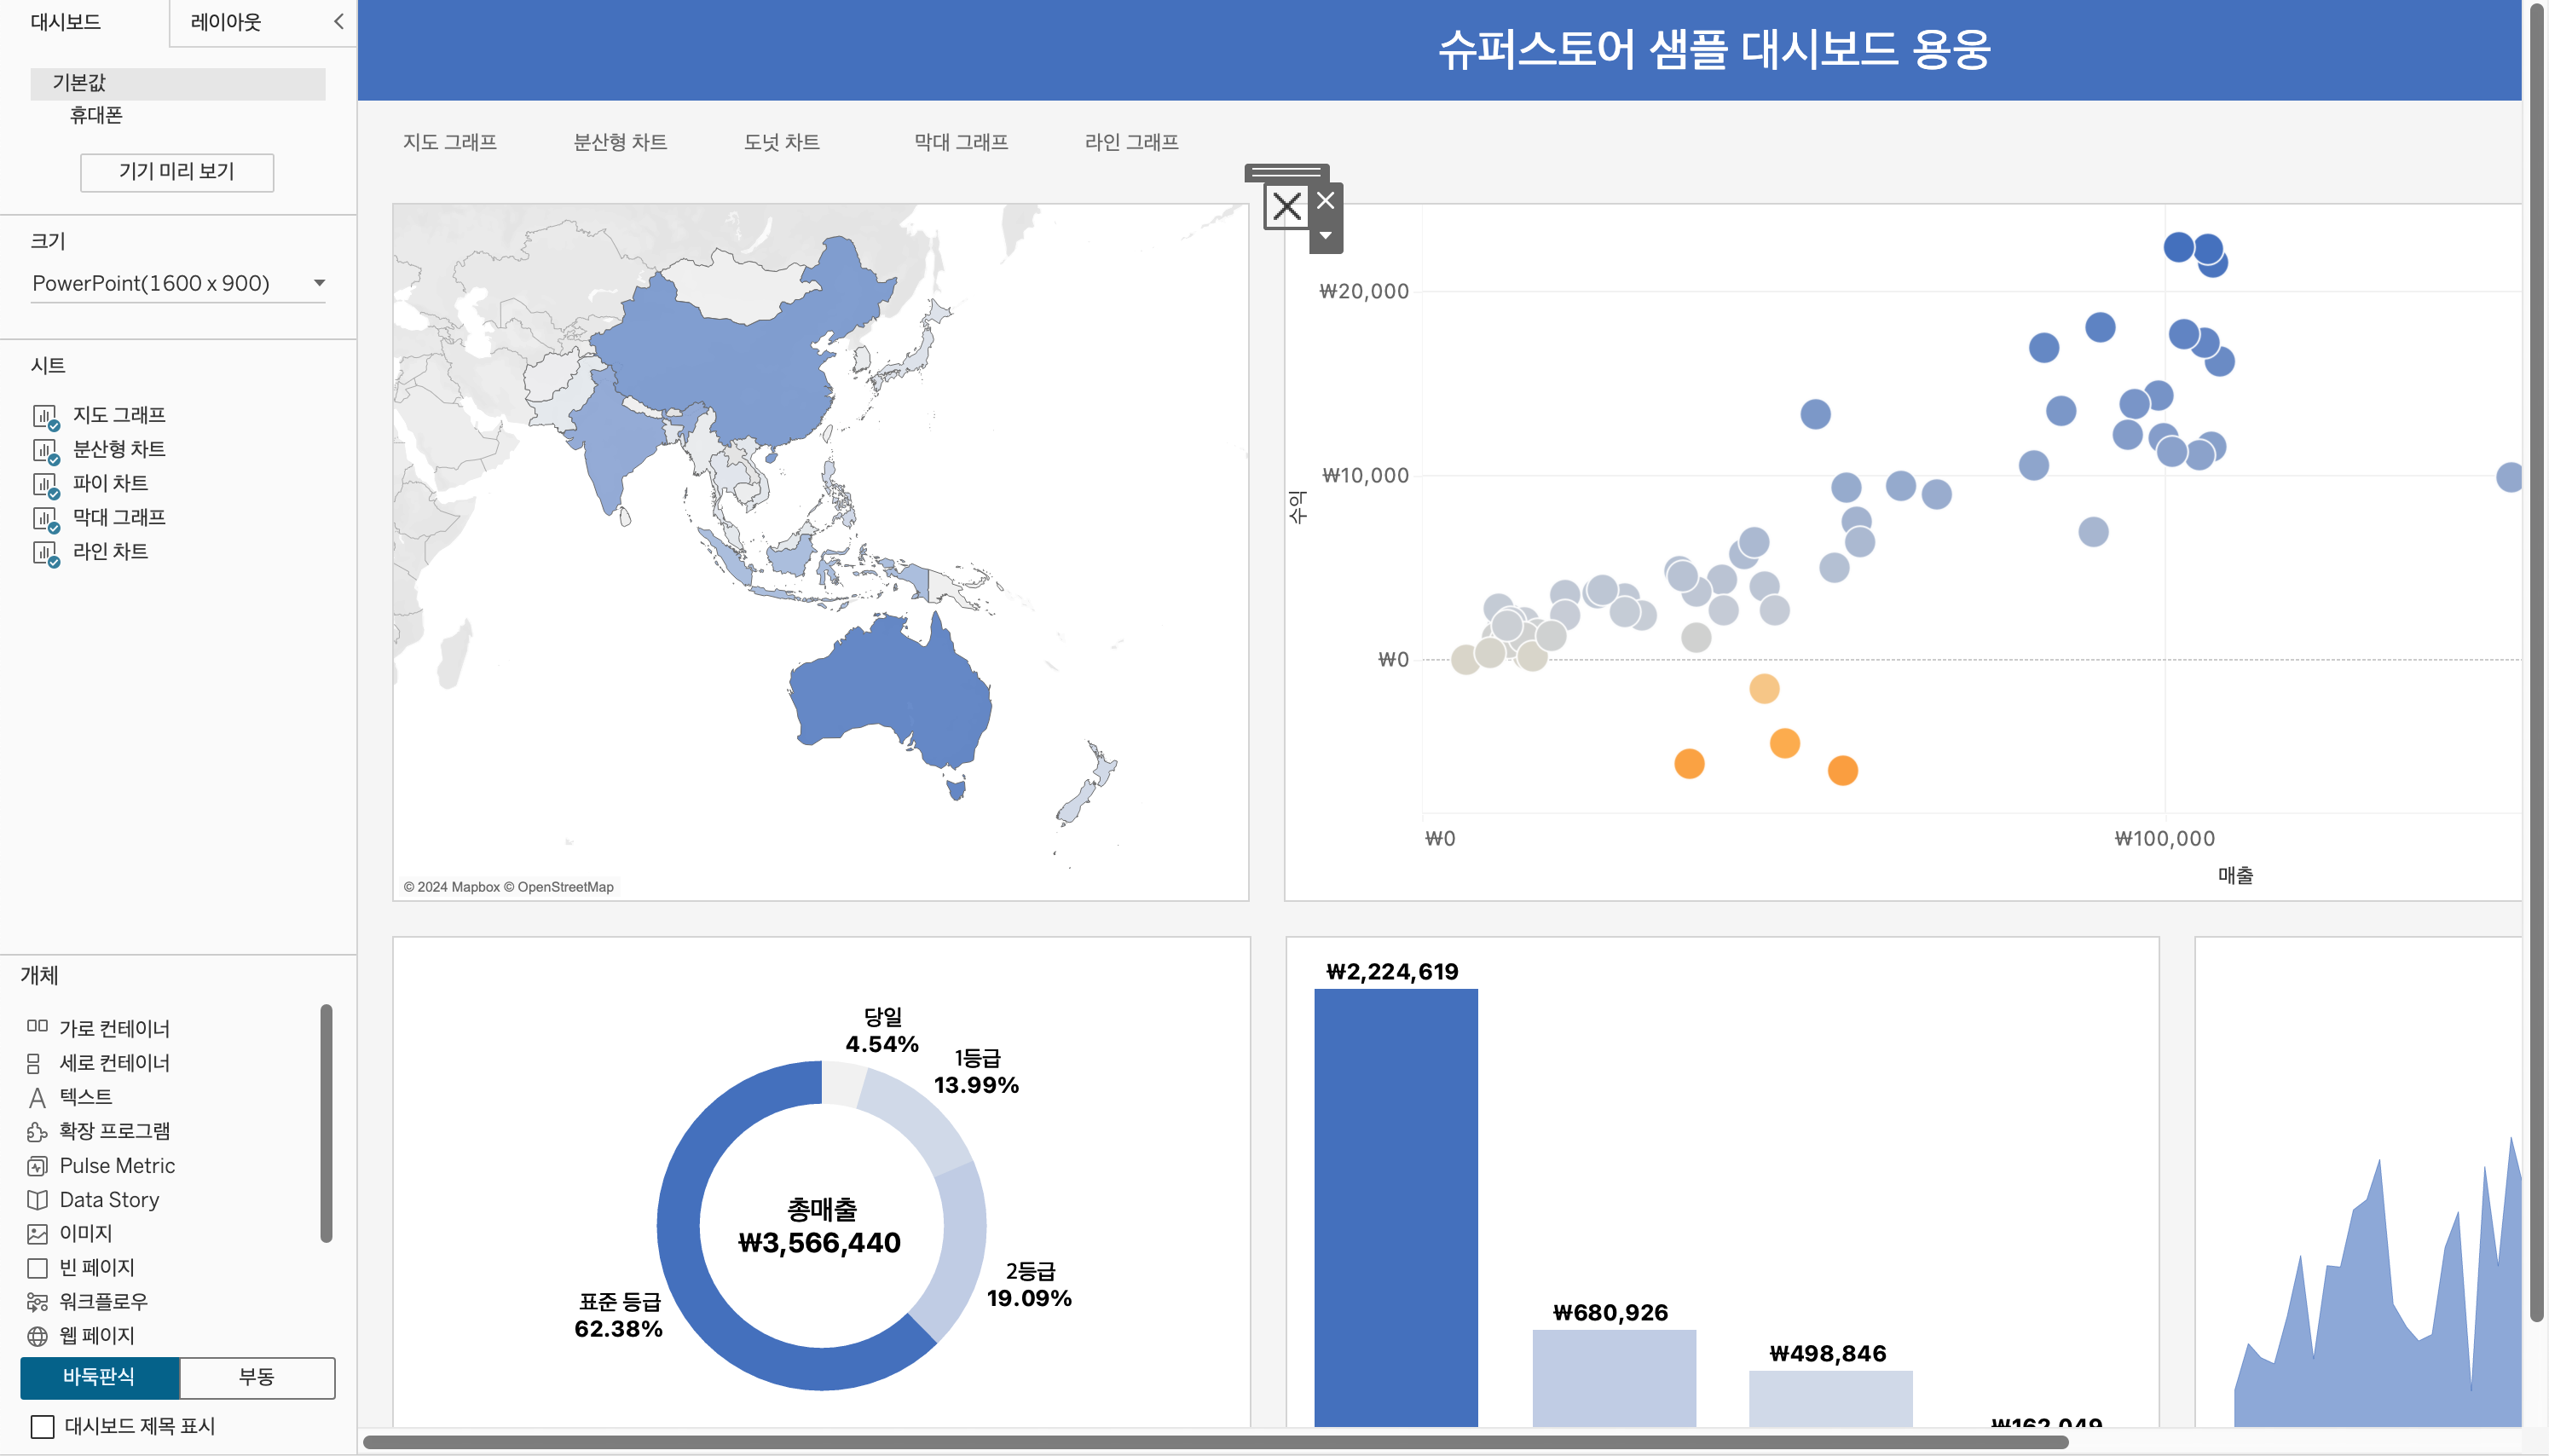 대시보드
레이아웃
기본값
휴대폰
기기 미리 보기
크기
PowerPoint(1600 x 900)
시트
지도 그래프
분산형 차트
파이 차트
막대 그래프
라인 차트
개체
가로 컨테이너
세로 컨테이너
텍스트
확장 프로그램
Pulse Metric
Data Story
이미지
빈 페이지
워크플로우
웹 페이지
바둑판식
부동
대시보드 제목 표시
슈퍼스토어 샘플 대시보드 용웅
지도 그래프
분산형 차트
도넛 차트
막대 그래프
라인 그래프
© 2024 Mapbox © OpenStreetMap
₩20,000
₩10,000
₩0
수익
₩0
₩100,000
매출
당일
4.54%
1등급
13.99%
총매출
₩3,566,440
2등급
19.09%
표준 등급
62.38%
₩2,224,619
₩680,926
₩498,846
₩162,049